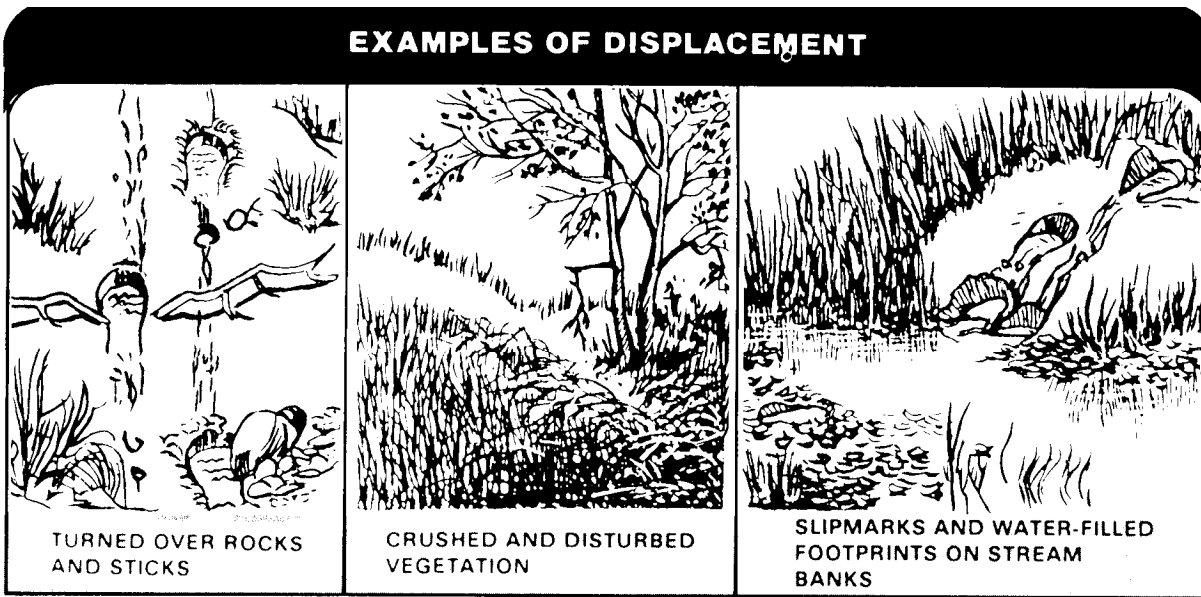 EXAMPLES OF DISPLACEMENT
TURNED OVER ROCKS
AND STICKS
CRUSHED AND DISTURBED
VEGETATION
SLIPMARKS AND WATER-FILLED
FOOTPRINTS ON STREAM
BANKS